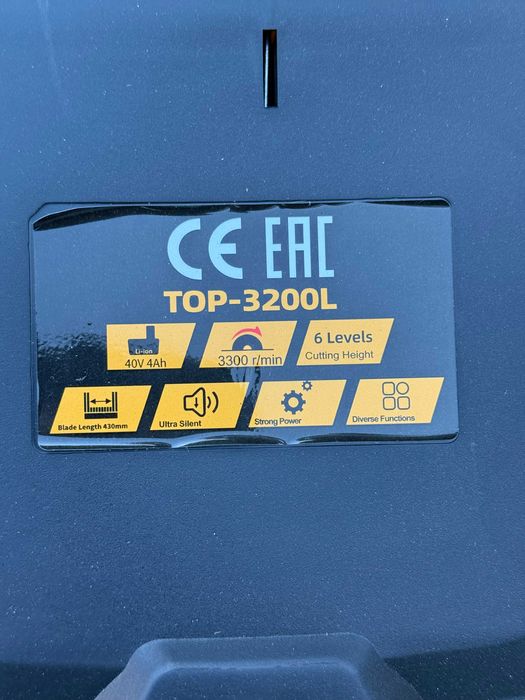 CE EAC
TOP-3200L
Li-ion
40V 4Ah
3300 r/min
6 Levels
Cutting Height
Blade Length 430mm
Ultra Silent
Strong Power
Diverse Functions